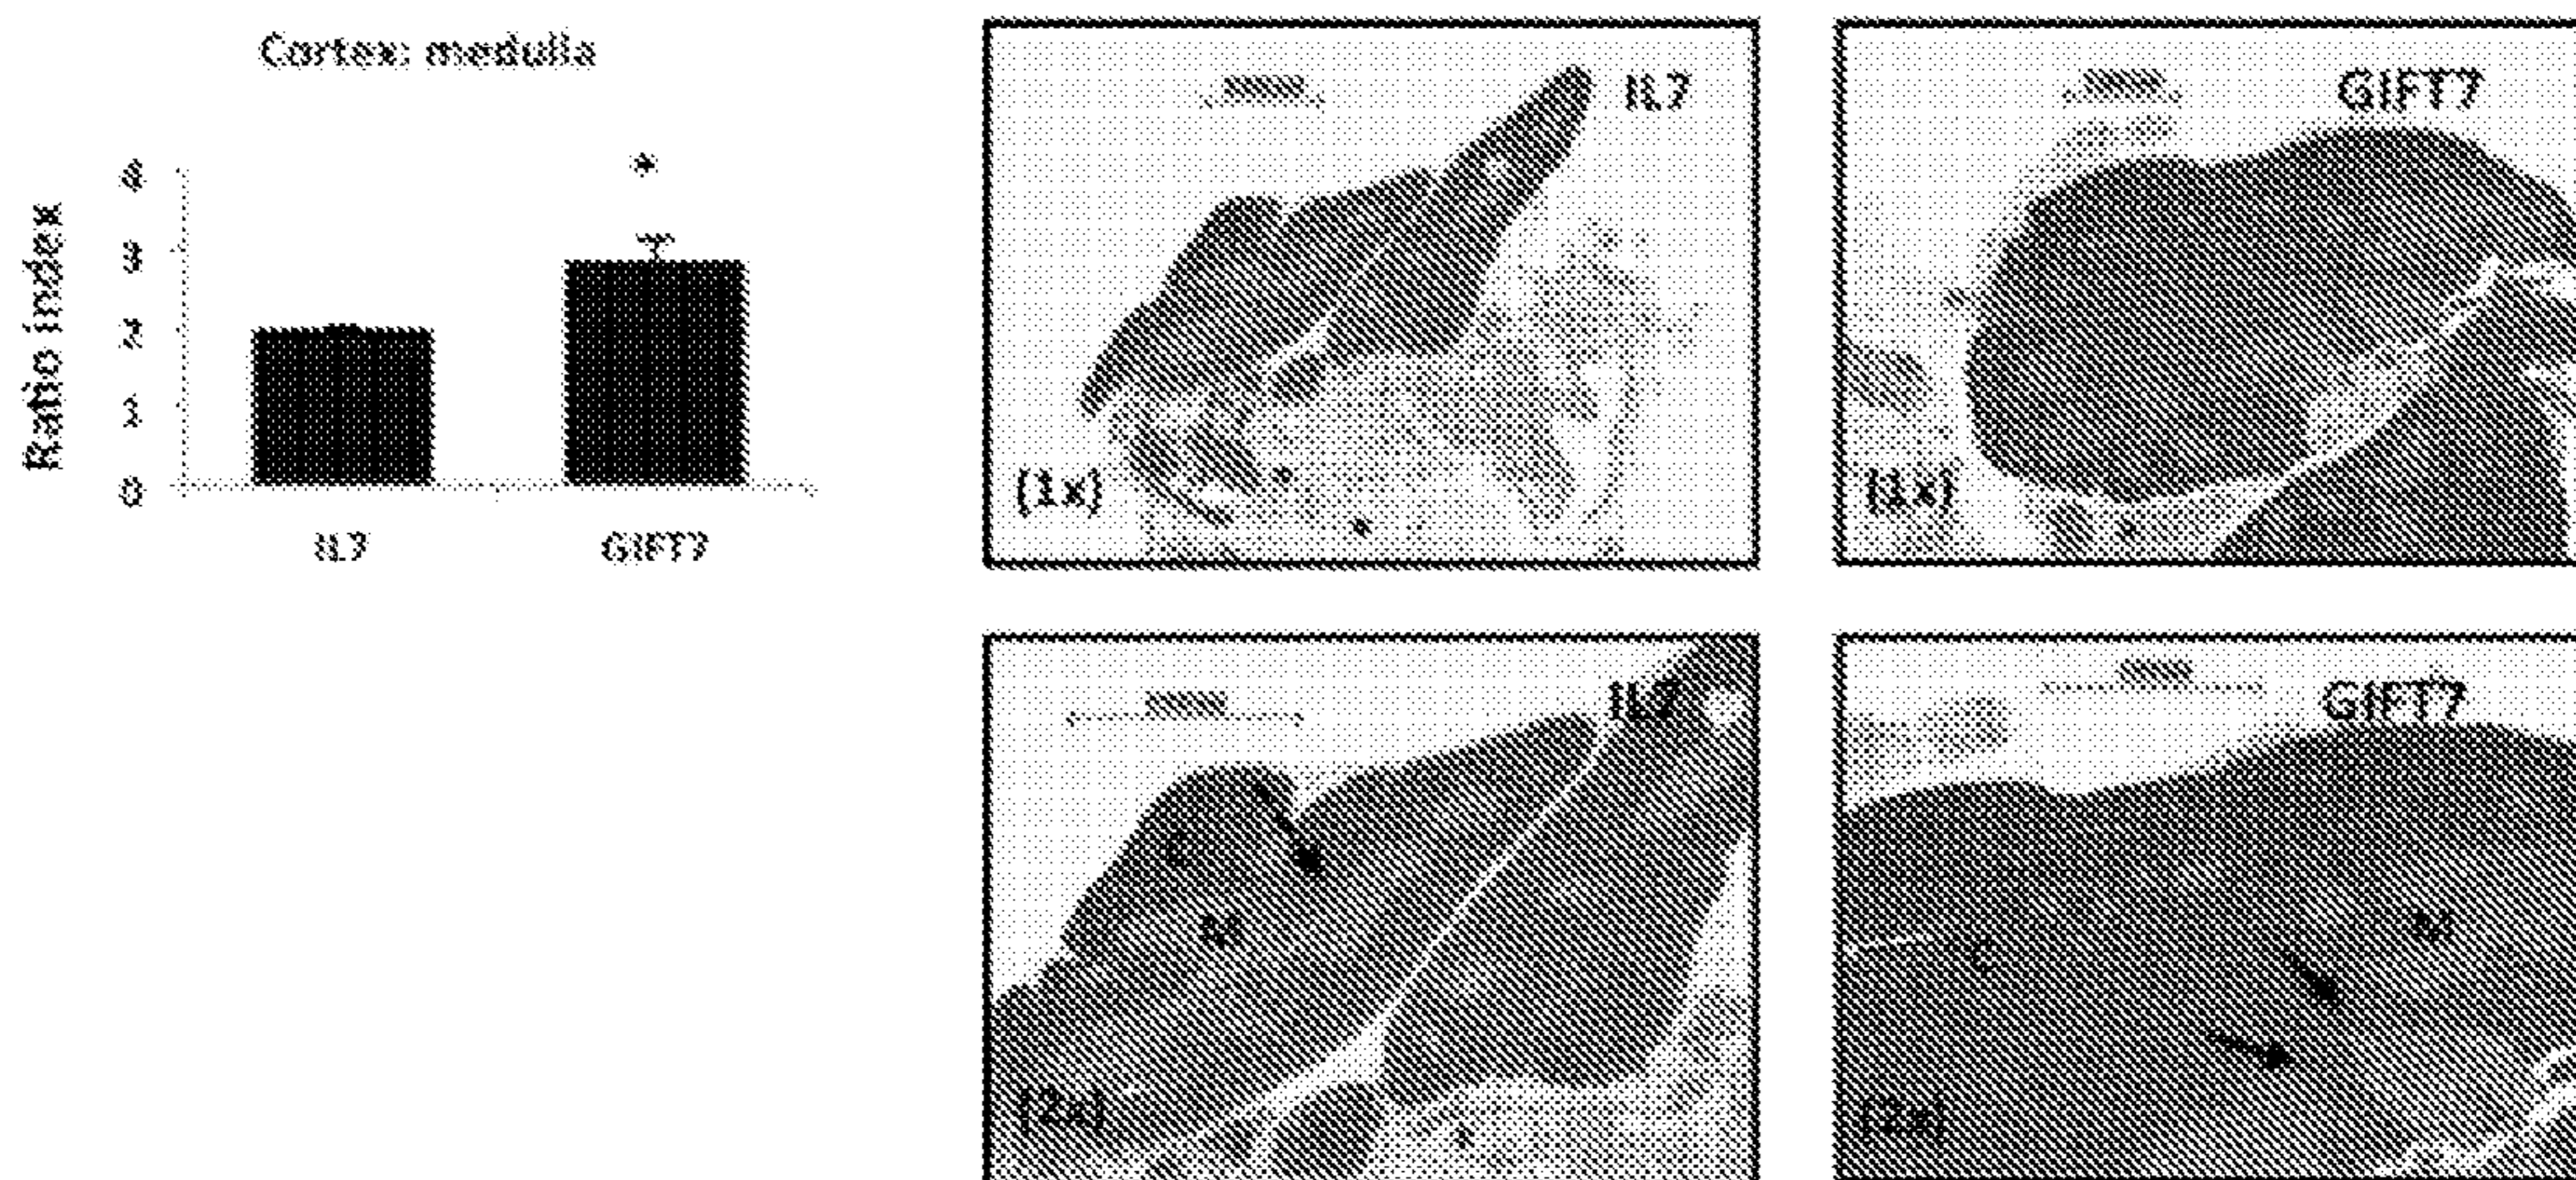 Cortex: medulla
Ratio index
4
3
2
1
0
IL7
GIFT7
IL7
(1x)
GIFT7
(1x)
IL7
C
M
(2x)
GIFT7
C
M
(2x)